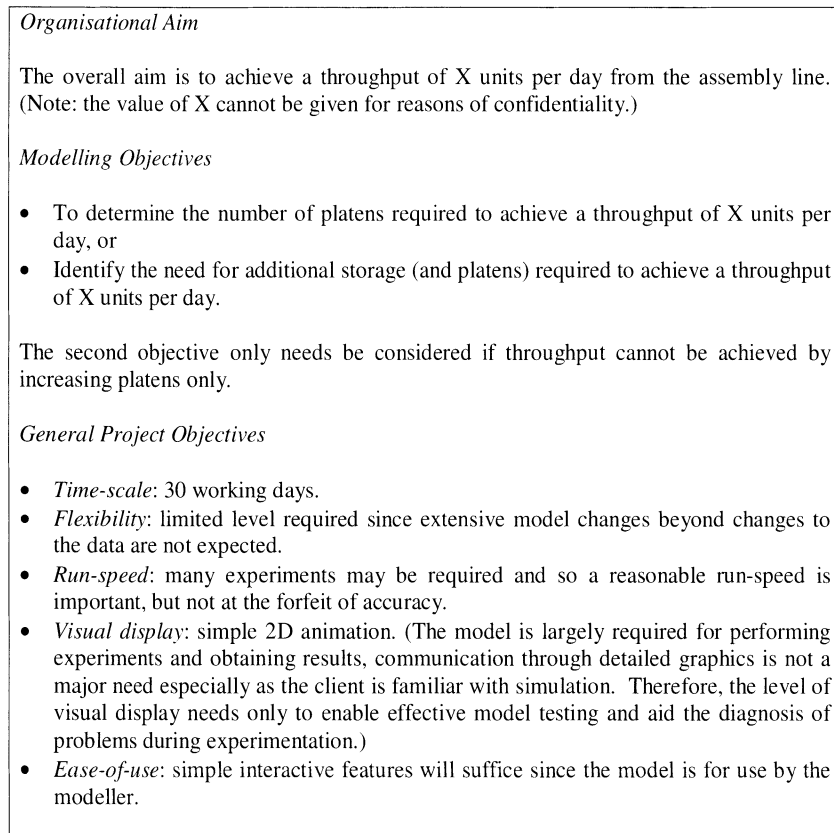 Organisational Aim
The overall aim is to achieve a throughput of X units per day from the assembly line.
(Note: the value of X cannot be given for reasons of confidentiality.)
Modelling Objectives
• To determine the number of platens required to achieve a throughput of X units per
day, or
• Identify the need for additional storage (and platens) required to achieve a throughput
of X units per day.
The second objective only needs be considered if throughput cannot be achieved by
increasing platens only.
General Project Objectives
• Time-scale: 30 working days.
• Flexibility: limited level required since extensive model changes beyond changes to
the data are not expected.
• Run-speed: many experiments may be required and so a reasonable run-speed is
important, but not at the forfeit of accuracy.
• Visual display: simple 2D animation. (The model is largely required for performing
experiments and obtaining results, communication through detailed graphics is not a
major need especially as the client is familiar with simulation. Therefore, the level of
visual display needs only to enable effective model testing and aid the diagnosis of
problems during experimentation.)
• Ease-of-use: simple interactive features will suffice since the model is for use by the
modeller.